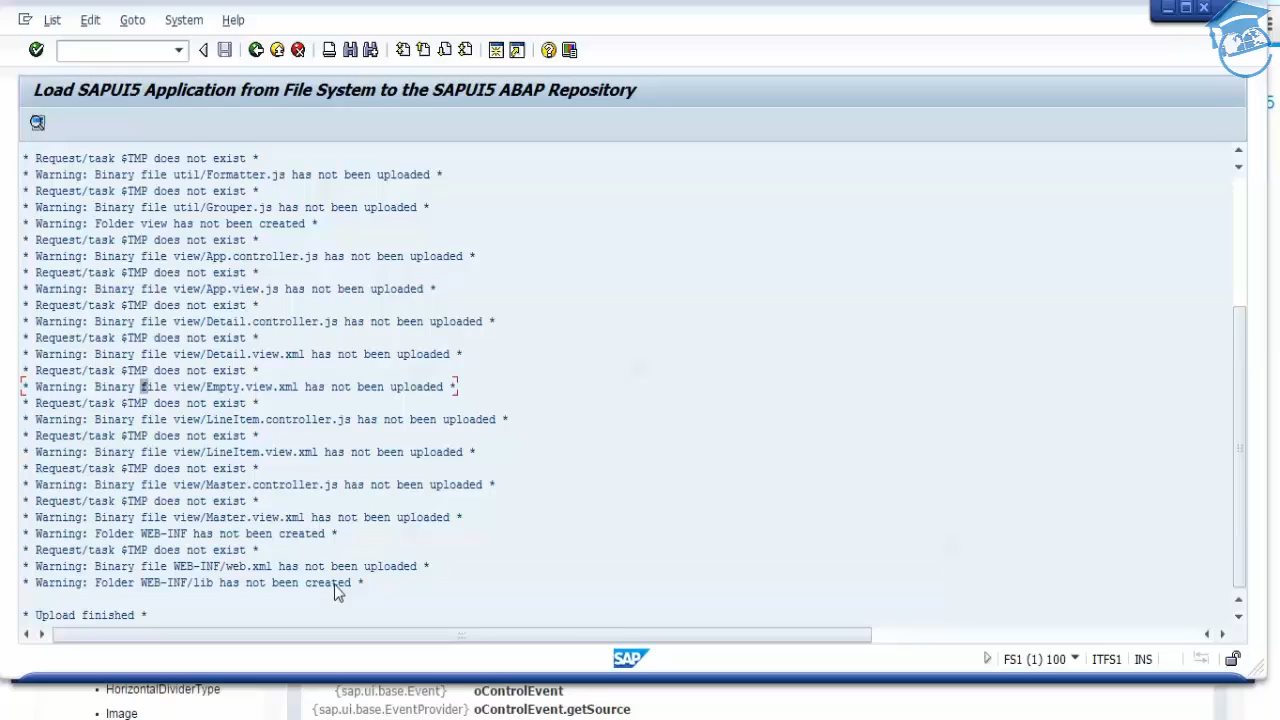 List Edit Goto System Help
Load SAPUI5 Application from File System to the SAPUI5 ABAP Repository
* Request/task $TMP does not exist *
* Warning: Binary file util/Formatter.js has not been uploaded *
* Request/task $TMP does not exist *
* Warning: Binary file util/Grouper.js has not been uploaded *
* Warning: Folder view has not been created *
* Request/task $TMP does not exist *
* Warning: Binary file view/App.controller.js has not been uploaded *
* Request/task $TMP does not exist *
* Warning: Binary file view/App.view.js has not been uploaded *
* Request/task $TMP does not exist *
* Warning: Binary file view/Detail.controller.js has not been uploaded *
* Request/task $TMP does not exist *
* Warning: Binary file view/Detail.view.xml has not been uploaded *
* Request/task $TMP does not exist *
* Warning: Binary file view/Empty.view.xml has not been uploaded *
* Request/task $TMP does not exist *
* Warning: Binary file view/LineItem.controller.js has not been uploaded *
* Request/task $TMP does not exist *
* Warning: Binary file view/LineItem.view.xml has not been uploaded *
* Request/task $TMP does not exist *
* Warning: Binary file view/Master.controller.js has not been uploaded *
* Request/task $TMP does not exist *
* Warning: Binary file view/Master.view.xml has not been uploaded *
* Warning: Folder WEB-INF has not been created *
* Request/task $TMP does not exist *
* Warning: Binary file WEB-INF/web.xml has not been uploaded *
* Warning: Folder WEB-INF/lib has not been created *
* Upload finished *
SAP FS1 (1) 100 ITFS1 INS
• HorizontalDividerType {sap.ui.base.Event} oControlEvent
• Image {sap.ui.base.EventProvider} oControlEvent.getSource
5